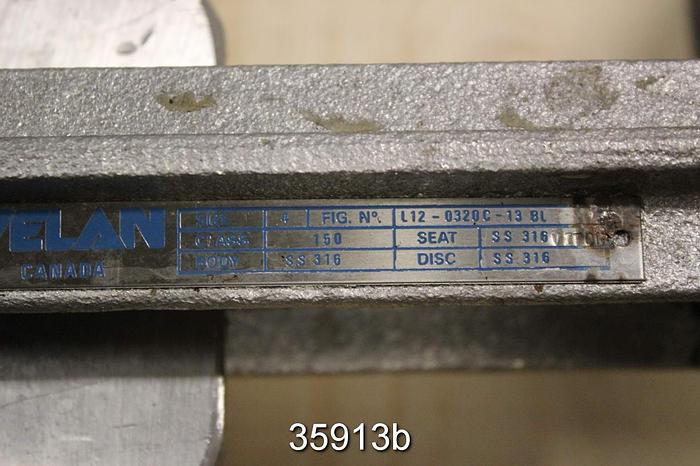 VELAN
CANADA
SIZE 4 FIG. Nº. L12-0320C-13 BL
CLASS 150 SEAT SS 316
BODY SS 316 DISC SS 316
35913b